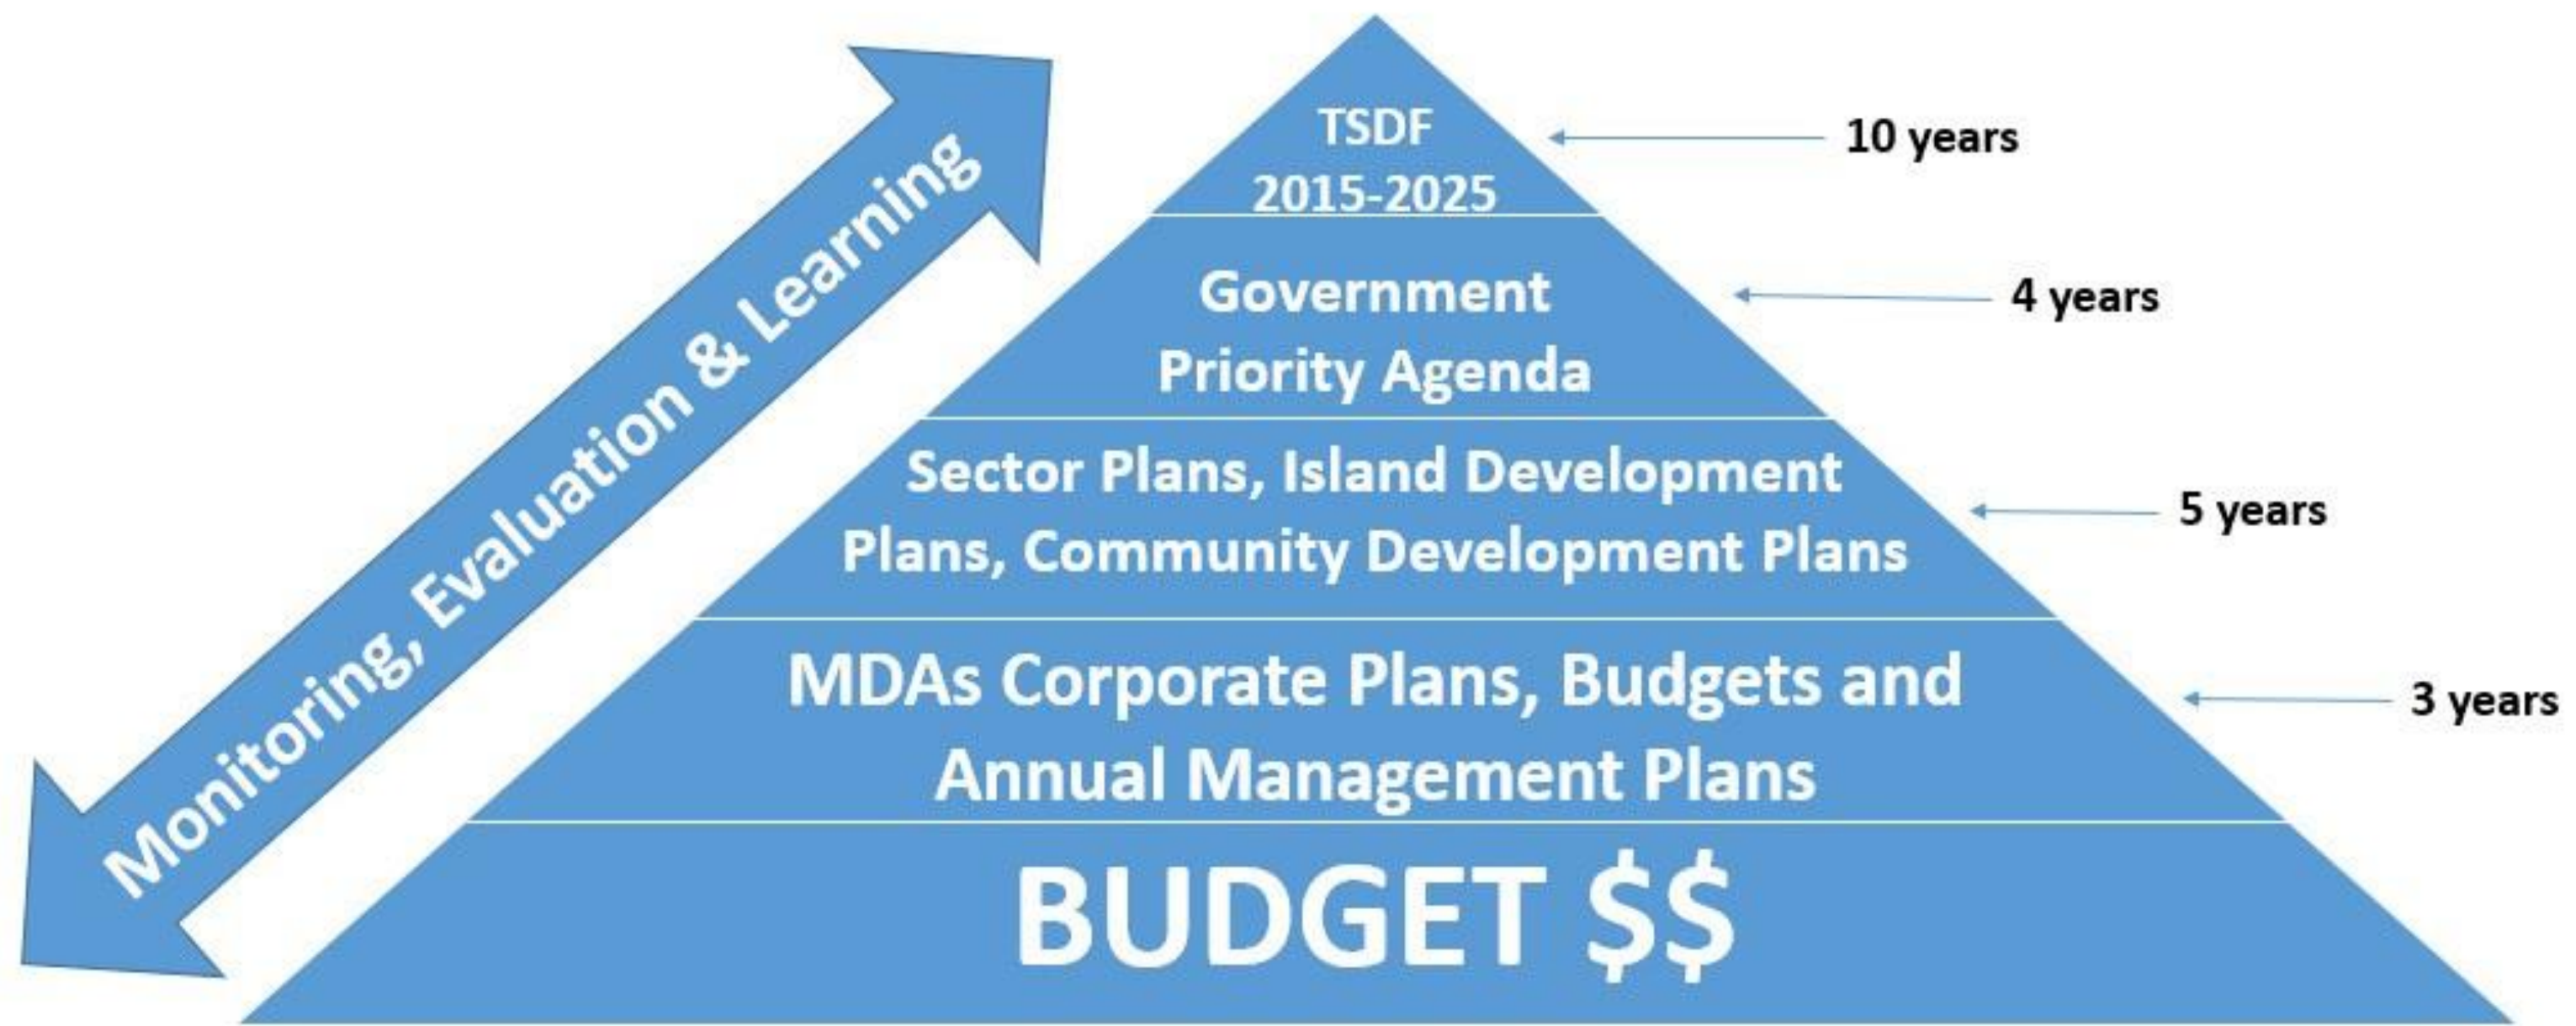 TSDF
2015-2025
10 years
Government
Priority Agenda
4 years
Sector Plans, Island Development
Plans, Community Development Plans
5 years
MDAs Corporate Plans, Budgets and
Annual Management Plans
3 years
BUDGET $$
Monitoring, Evaluation & Learning